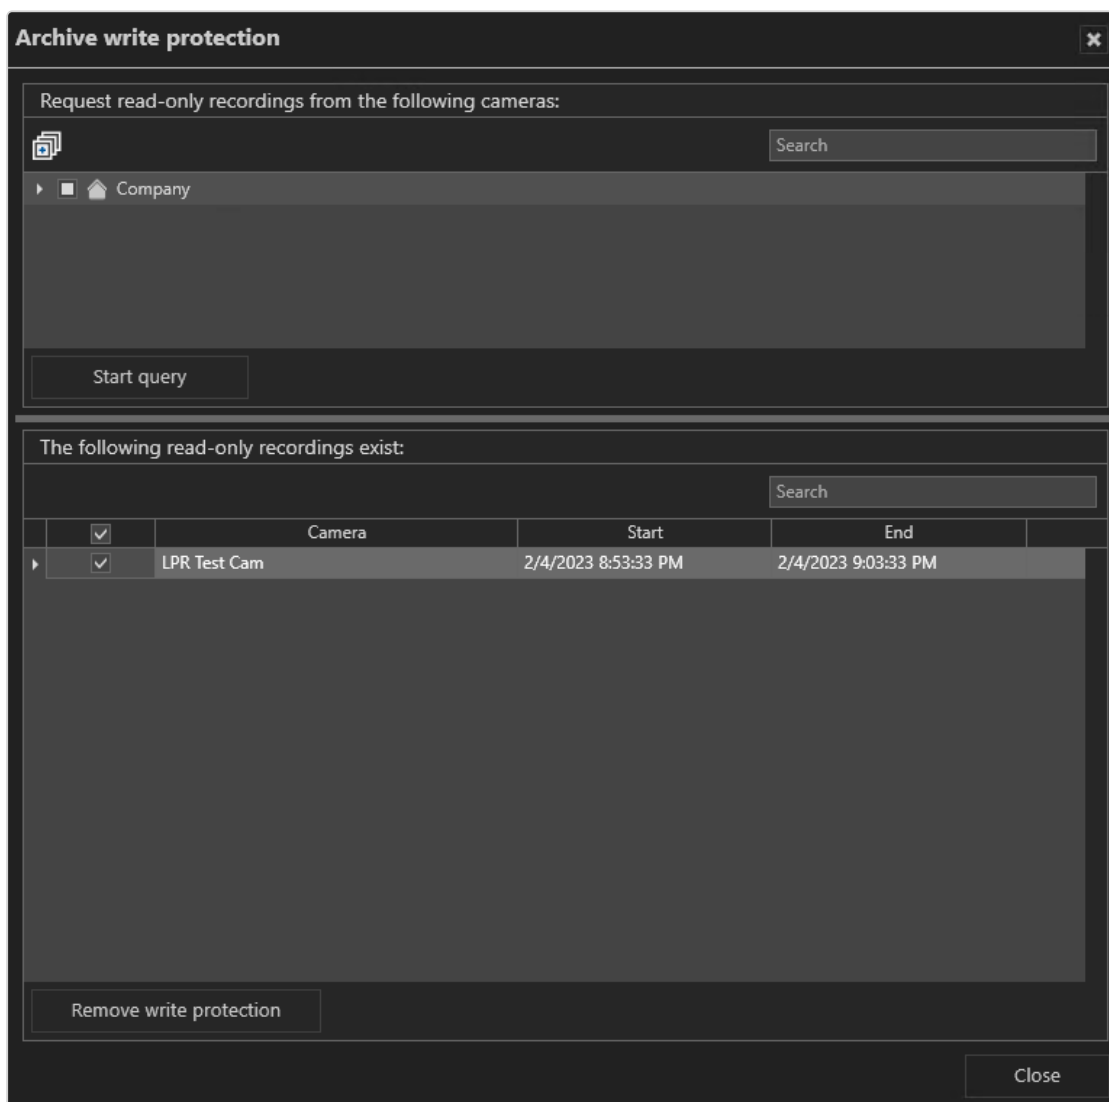 Archive write protection
Request read-only recordings from the following cameras:
Search
Company
Start query
The following read-only recordings exist:
Search
Camera Start End
LPR Test Cam 2/4/2023 8:53:33 PM 2/4/2023 9:03:33 PM
Remove write protection
Close